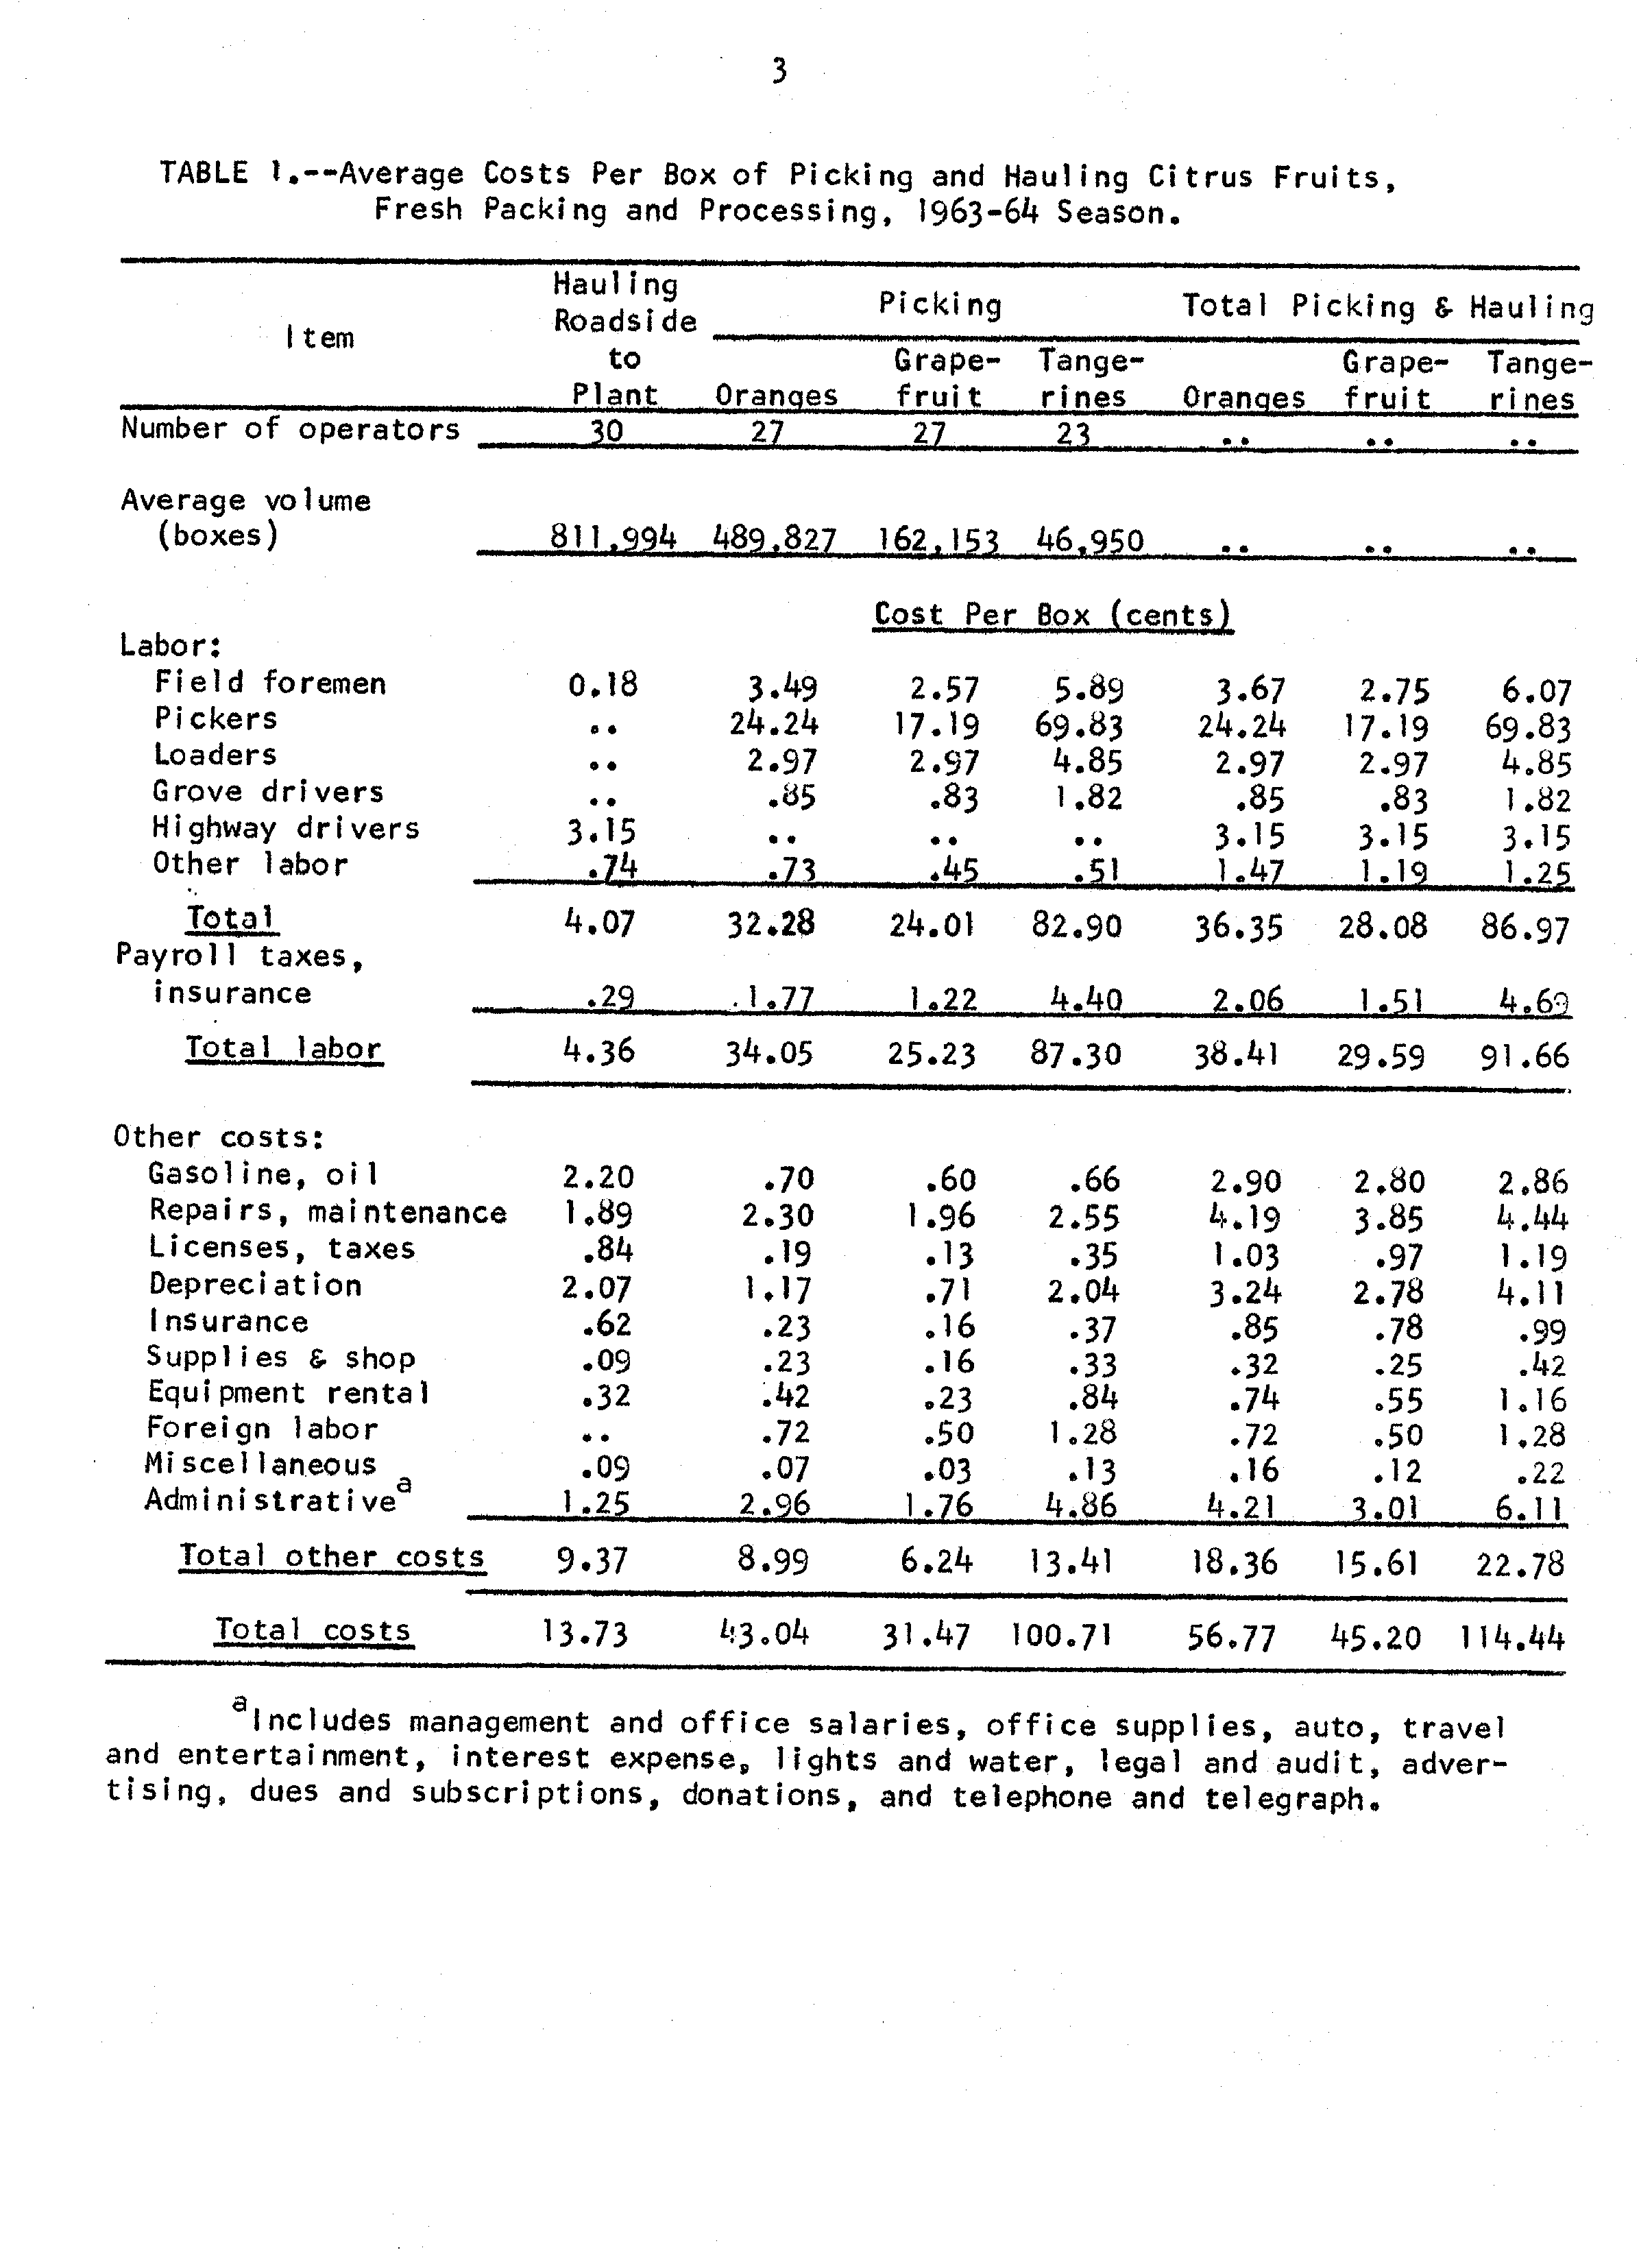 3
TABLE 1.--Average Costs Per Box of Picking and Hauling Citrus Fruits,
Fresh Packing and Processing, 1963-64 Season.
Item
Hauling
Roadside
to
Plant
Picking
Total Picking & Hauling
Grape- Tange- Grape- Tange-
Oranges fruit rines Oranges fruit rines
Number of operators 30 27 27 23 .. .. ..
Average volume
(boxes) 811,994 489,827 162,153 46,950 .. .. ..
Cost Per Box (cents)
Labor:
Field foremen 0.18 3.49 2.57 5.89 3.67 2.75 6.07
Pickers .. 24.24 17.19 69.83 24.24 17.19 69.83
Loaders .. 2.97 2.97 4.85 2.97 2.97 4.85
Grove drivers .. .85 .83 1.82 .85 .83 1.82
Highway drivers 3.15 .. .. .. 3.15 3.15 3.15
Other labor .74 .73 .45 .51 1.47 1.19 1.25
Total 4.07 32.28 24.01 82.90 36.35 28.08 86.97
Payroll taxes,
insurance .29 1.77 1.22 4.40 2.06 1.51 4.69
Total labor 4.36 34.05 25.23 87.30 38.41 29.59 91.66
Other costs:
Gasoline, oil 2.20 .70 .60 .66 2.90 2.80 2.86
Repairs, maintenance 1.89 2.30 1.96 2.55 4.19 3.85 4.44
Licenses, taxes .84 .19 .13 .35 1.03 .97 1.19
Depreciation 2.07 1.17 .71 2.04 3.24 2.78 4.11
Insurance .62 .23 .16 .37 .85 .78 .99
Supplies & shop .09 .23 .16 .33 .32 .25 .42
Equipment rental .32 .42 .23 .84 .74 .55 1.16
Foreign labor .. .72 .50 1.28 .72 .50 1.28
Miscellaneous .09 .07 .03 .13 .16 .12 .22
Administrative<sup>a</sup> 1.25 2.96 1.76 4.86 4.21 3.01 6.11
Total other costs 9.37 8.99 6.24 13.41 18.36 15.61 22.78
Total costs 13.73 43.04 31.47 100.71 56.77 45.20 114.44
<sup>a</sup>Includes management and office salaries, office supplies, auto, travel
and entertainment, interest expense, lights and water, legal and audit, adver-
tising, dues and subscriptions, donations, and telephone and telegraph.